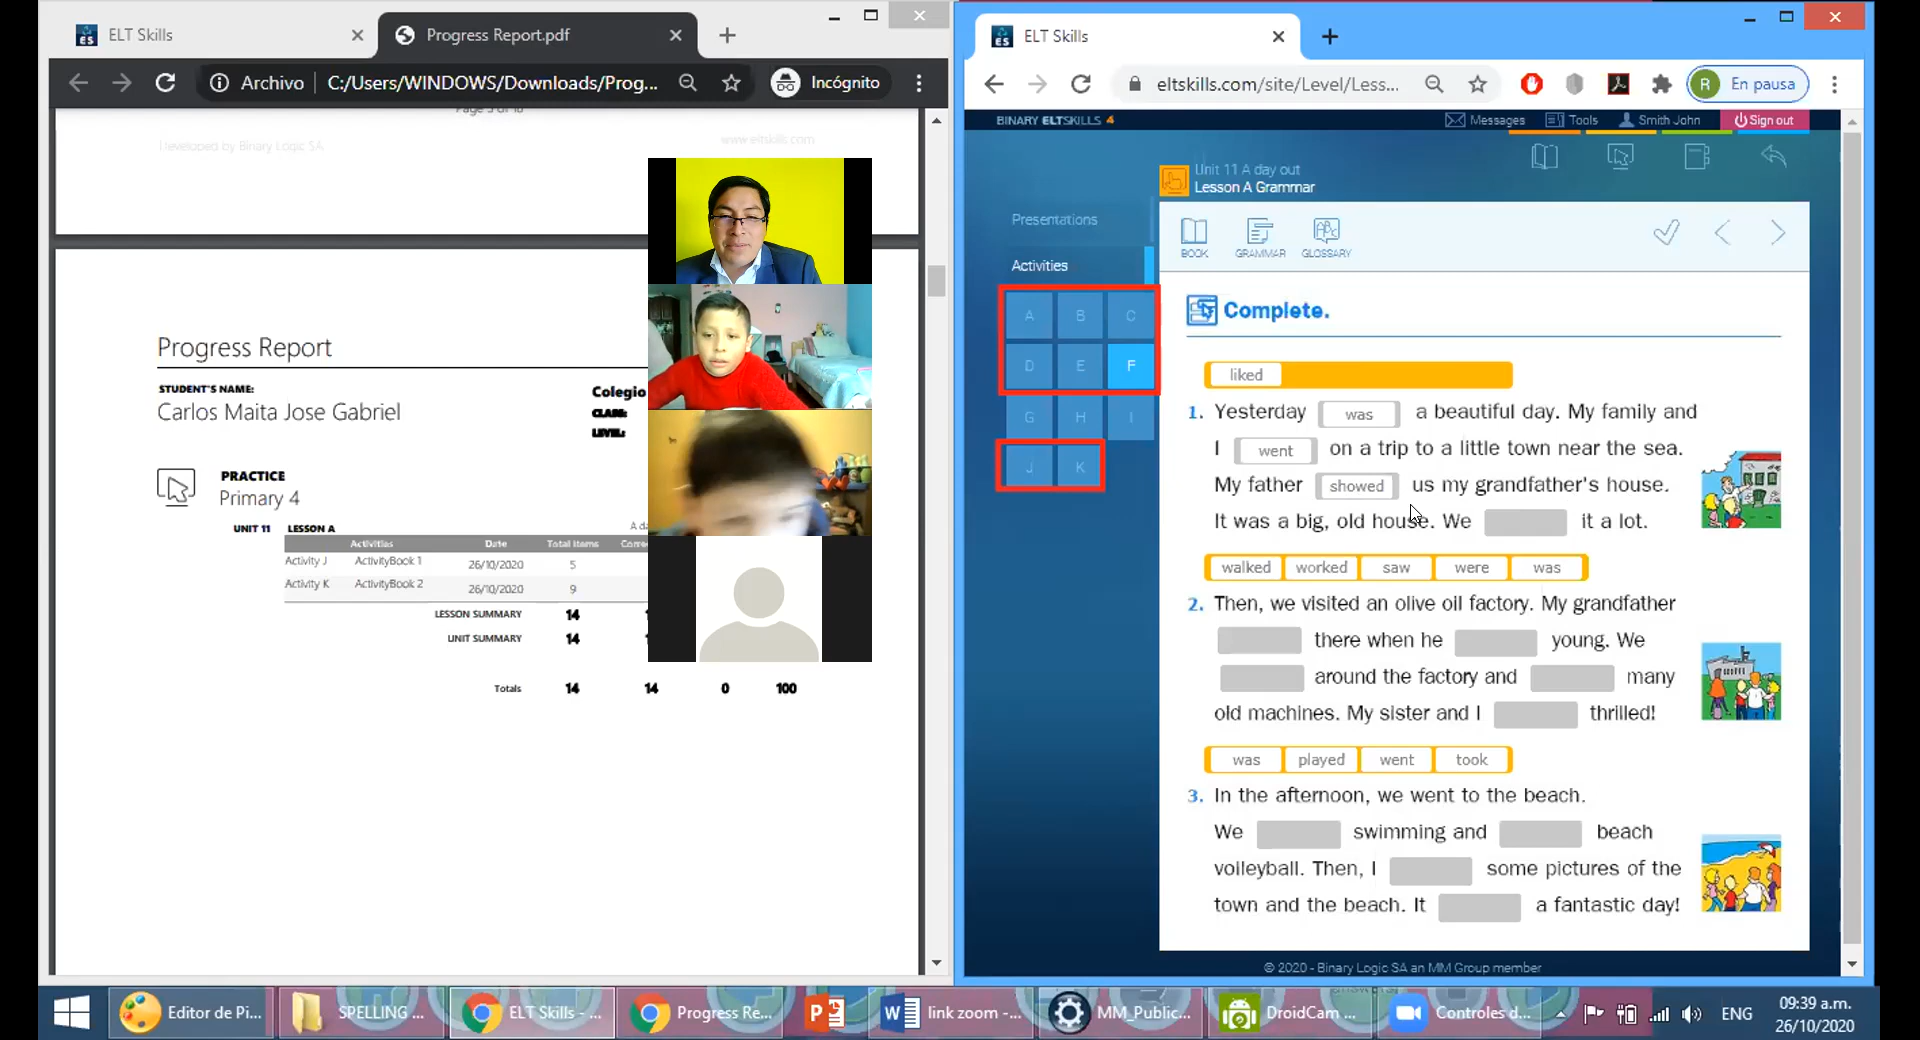 ELT Skills
Progress Report.pdf
Archivo
C:/Users/WINDOWS/Downloads/Prog...
Incógnito
Developed by Binary Logic SA
www.eltskills.com
Progress Report
STUDENT'S NAME:
Carlos Maita Jose Gabriel
Colegio
CLASS:
LEVEL:
PRACTICE
Primary 4
UNIT 11 LESSON A
A da
Activities Date Total Items Corre
Activity J ActivityBook 1 26/10/2020 5
Activity K ActivityBook 2 26/10/2020 9
LESSON SUMMARY 14
UNIT SUMMARY 14
Totals 14 14 0 100
ELT Skills
eltskills.com/site/Level/Less...
R En pausa
BINARY ELTSKILLS 4
Messages
Tools
Smith John
Sign out
Unit 11 A day out
Lesson A Grammar
Presentations
Activities
A B C
D E F
G H I
J K
BOOK GRAMMAR GLOSSARY
Complete.
liked
1. Yesterday was a beautiful day. My family and
I went on a trip to a little town near the sea.
My father showed us my grandfather's house.
It was a big, old house. We it a lot.
walked worked saw were was
2. Then, we visited an olive oil factory. My grandfather
there when he young. We
around the factory and many
old machines. My sister and I thrilled!
was played went took
3. In the afternoon, we went to the beach.
We swimming and beach
volleyball. Then, I some pictures of the
town and the beach. It a fantastic day!
© 2020 - Binary Logic SA an MM Group member
Editor de Pi...
SPELLING ...
ELT Skills - ...
Progress Re...
link zoom -...
MM_Public...
DroidCam ...
Controles d...
ENG
09:39 a.m.
26/10/2020